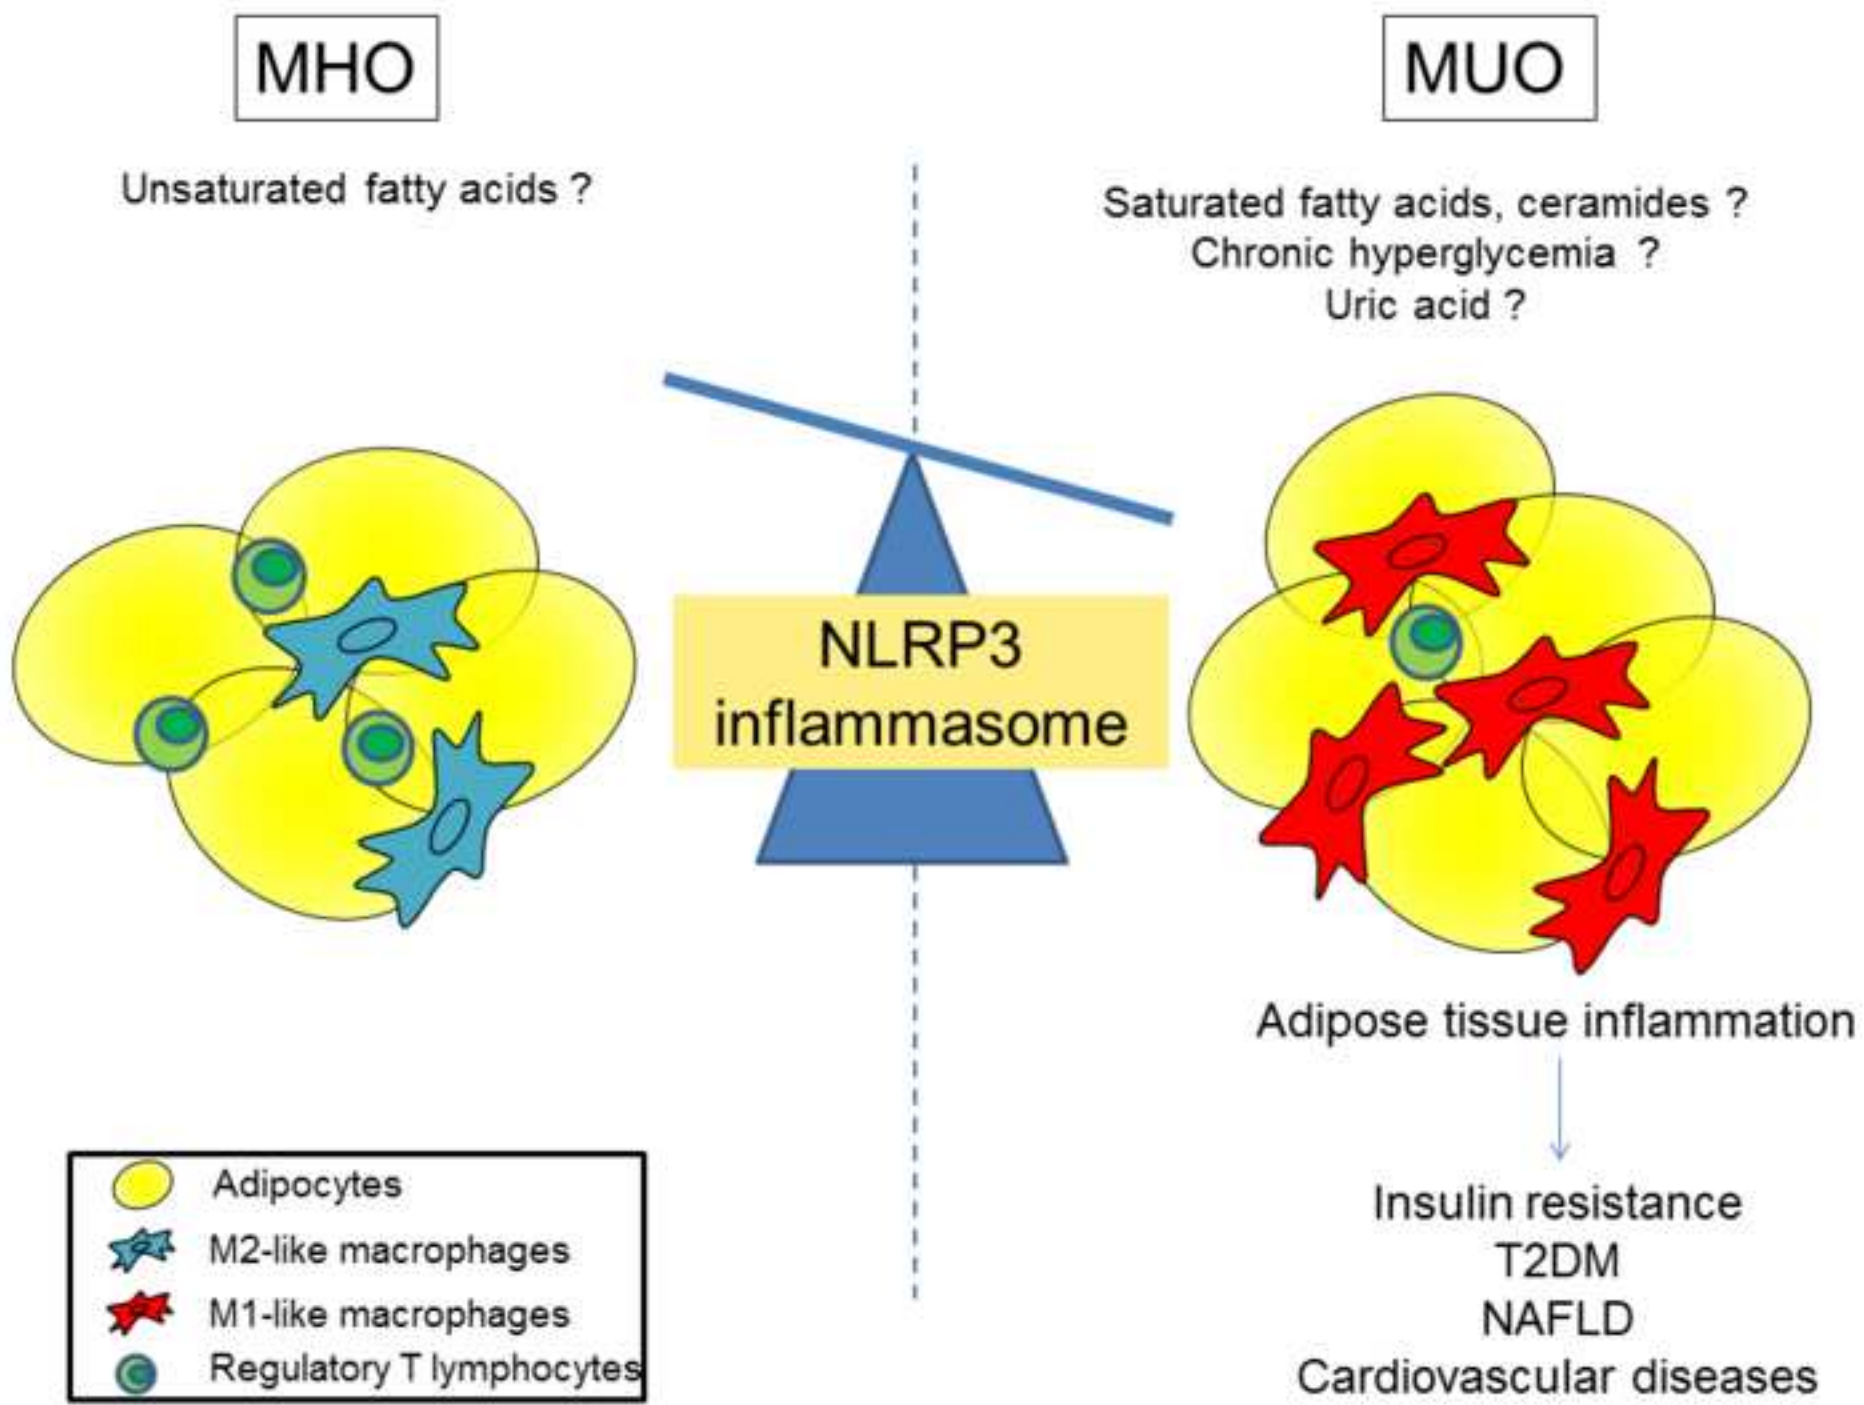 MHO
Unsaturated fatty acids ?
MUO
Saturated fatty acids, ceramides ?
Chronic hyperglycemia ?
Uric acid ?
NLRP3
inflammasome
Adipose tissue inflammation
Insulin resistance
T2DM
NAFLD
Cardiovascular diseases
Adipocytes
M2-like macrophages
M1-like macrophages
Regulatory T lymphocytes